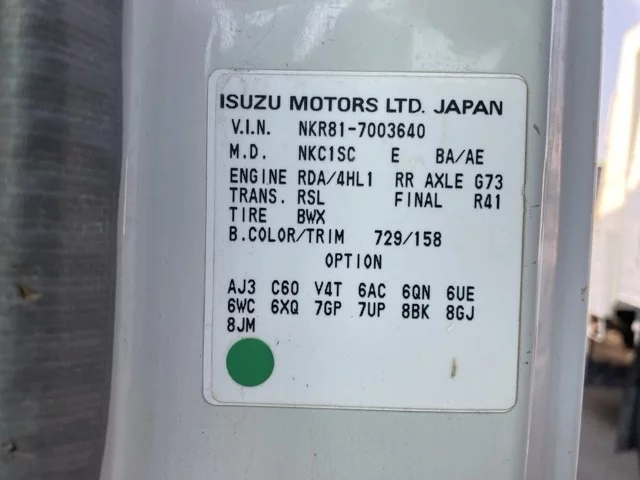 ISUZU MOTORS LTD. JAPAN
V.I.N. NKR81-7003640
M.D. NKC1SC E BA/AE
ENGINE RDA/4HL1 RR AXLE G73
TRANS. RSL FINAL R41
TIRE BWX
B.COLOR/TRIM 729/158
OPTION
AJ3 C60 V4T 6AC 6QN 6UE
6WC 6XQ 7GP 7UP 8BK 8GJ
8JM